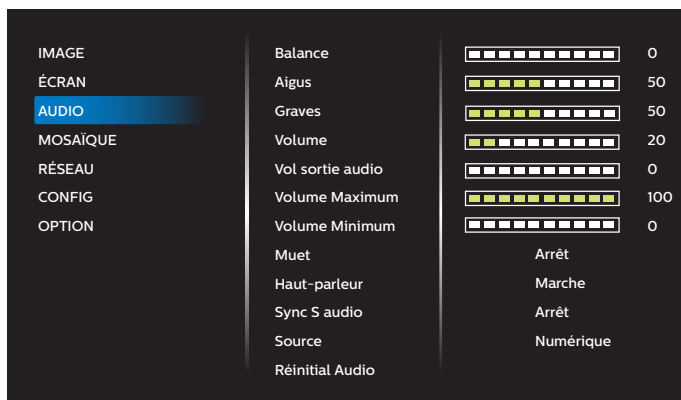 IMAGE
ÉCRAN
AUDIO
MOSAÏQUE
RÉSEAU
CONFIG
OPTION
Balance 0
Aigus 50
Graves 50
Volume 20
Vol sortie audio 0
Volume Maximum 100
Volume Minimum 0
Muet Arrêt
Haut-parleur Marche
Sync S audio Arrêt
Source Numérique
Réinitial Audio